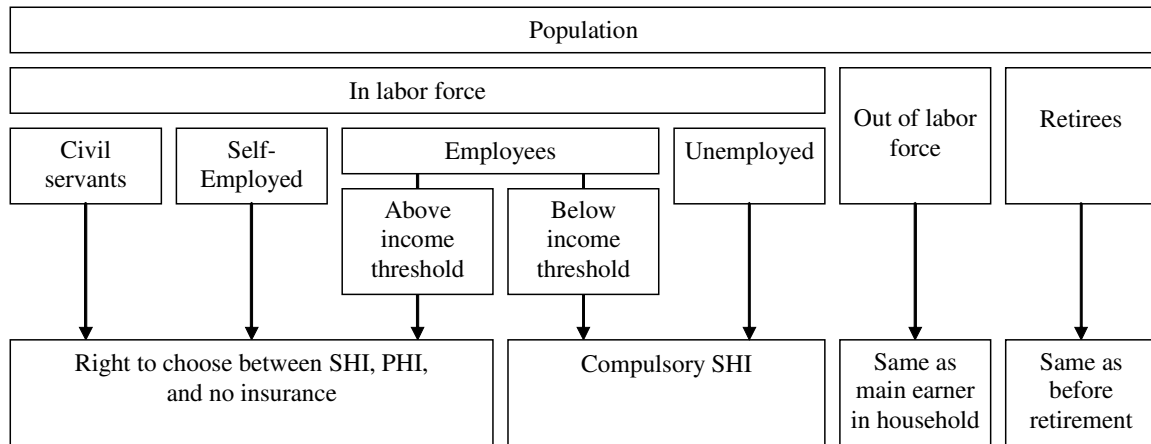 Population
In labor force
Out of labor
force
Retirees
Civil
servants
Self-
Employed
Employees
Unemployed
Above
income
threshold
Below
income
threshold
Right to choose between SHI, PHI,
and no insurance
Compulsory SHI
Same as
main earner
in household
Same as
before
retirement